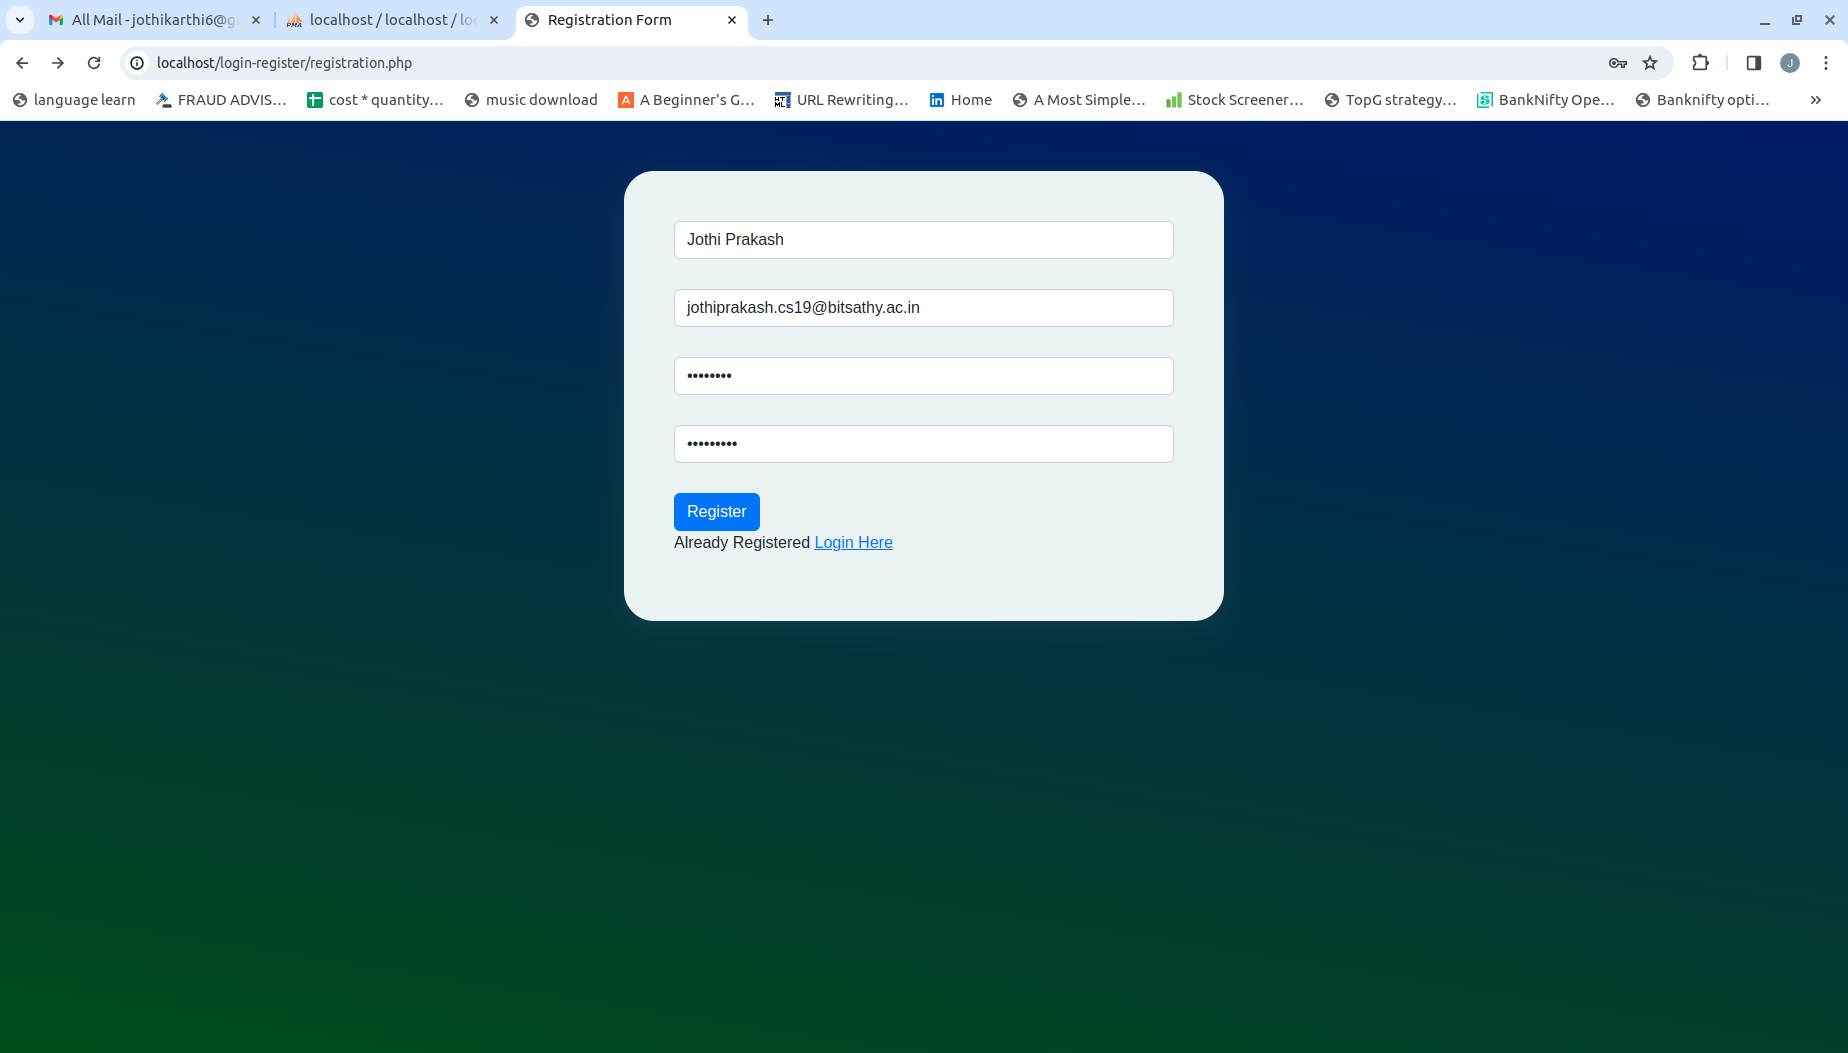 All Mail - jothikarthi6@g
localhost / localhost / lo
Registration Form
localhost/login-register/registration.php
J
language learn
FRAUD ADVIS...
cost * quantity...
music download
A Beginner's G...
URL Rewriting...
Home
A Most Simple...
Stock Screener...
TopG strategy...
BankNifty Ope...
Banknifty opti...
Jothi Prakash
jothiprakash.cs19@bitsathy.ac.in
••••••••
•••••••••
Register
Already Registered Login Here